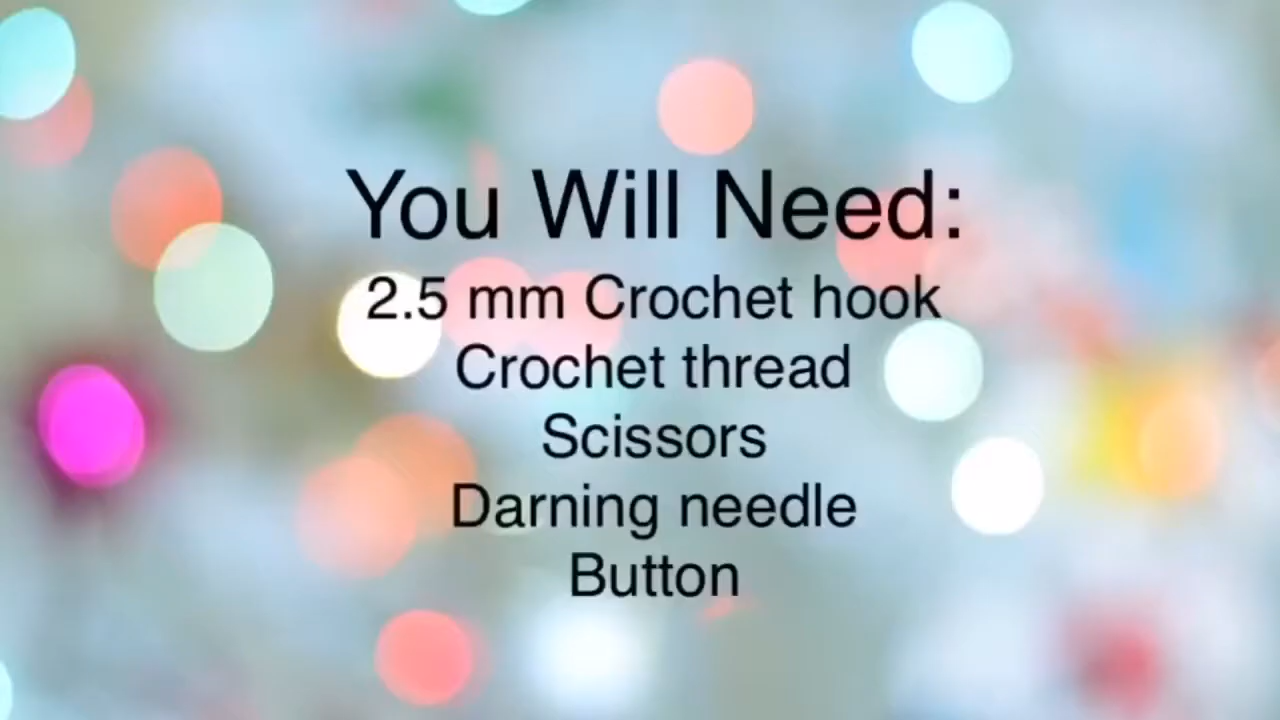 You Will Need:
2.5 mm Crochet hook
Crochet thread
Scissors
Darning needle
Button